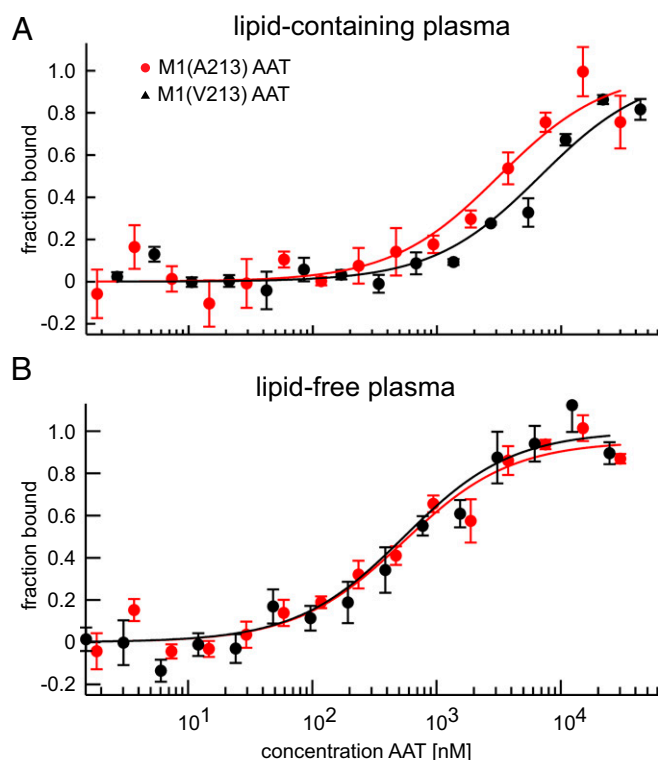 A
lipid-containing plasma
● M1(A213) AAT
▲ M1(V213) AAT
fraction bound
1.0
0.8
0.6
0.4
0.2
0
-0.2
B
lipid-free plasma
fraction bound
1.0
0.8
0.6
0.4
0.2
0
-0.2
10¹ 10² 10³ 10⁴
concentration AAT [nM]